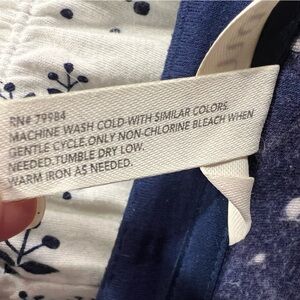 RN# 79984
MACHINE WASH COLD-WITH SIMILAR COLORS.
GENTLE CYCLE.ONLY NON-CHLORINE BLEACH WHEN
NEEDED.TUMBLE DRY LOW.
WARM IRON AS NEEDED.